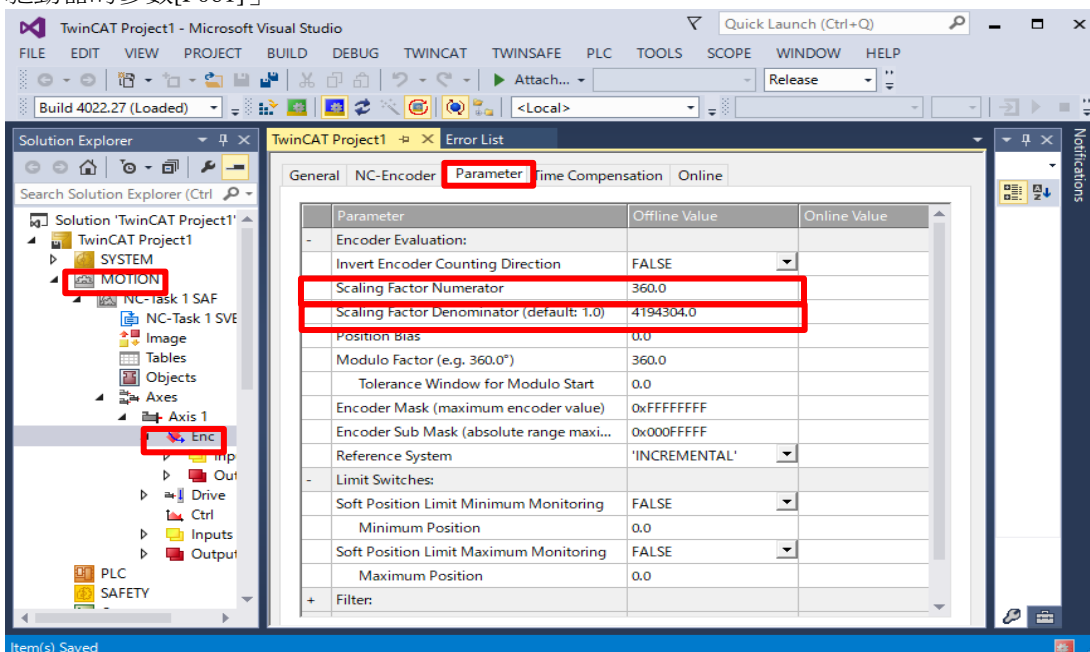 TwinCAT Project1 - Microsoft Visual Studio
Quick Launch (Ctrl+Q)
FILE EDIT VIEW PROJECT BUILD DEBUG TWINCAT TWINSAFE PLC TOOLS SCOPE WINDOW HELP
Attach... Release
Build 4022.27 (Loaded) <Local>
Solution Explorer
Search Solution Explorer (Ctrl
Solution 'TwinCAT Project1'
TwinCAT Project1
SYSTEM
MOTION
NC-Task 1 SAF
NC-Task 1 SVE
Image
Tables
Objects
Axes
Axis 1
Enc
Inp
Out
Drive
Ctrl
Inputs
Output
PLC
SAFETY
TwinCAT Project1 Error List
General NC-Encoder Parameter Time Compensation Online
Parameter Offline Value Online Value
- Encoder Evaluation:
Invert Encoder Counting Direction FALSE
Scaling Factor Numerator 360.0
Scaling Factor Denominator (default: 1.0) 4194304.0
Position Bias 0.0
Modulo Factor (e.g. 360.0°) 360.0
Tolerance Window for Modulo Start 0.0
Encoder Mask (maximum encoder value) 0xFFFFFFFF
Encoder Sub Mask (absolute range maxi... 0x000FFFFF
Reference System 'INCREMENTAL'
- Limit Switches:
Soft Position Limit Minimum Monitoring FALSE
Minimum Position 0.0
Soft Position Limit Maximum Monitoring FALSE
Maximum Position 0.0
+ Filter:
Notifications
Item(s) Saved